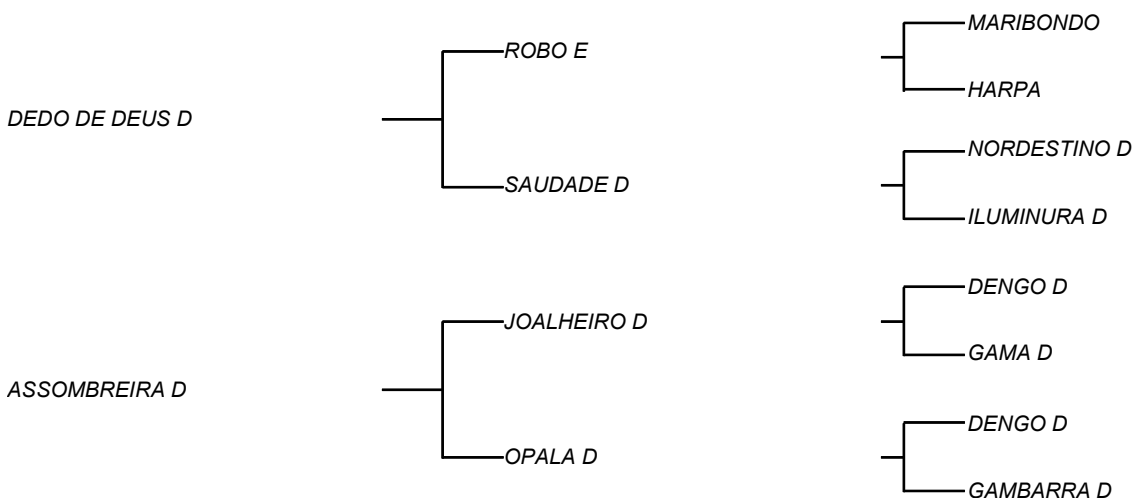 MARIBONDO
ROBO E
HARPA
DEDO DE DEUS D
NORDESTINO D
SAUDADE D
ILUMINURA D
DENGO D
JOALHEIRO D
GAMA D
ASSOMBREIRA D
DENGO D
OPALA D
GAMBARRA D